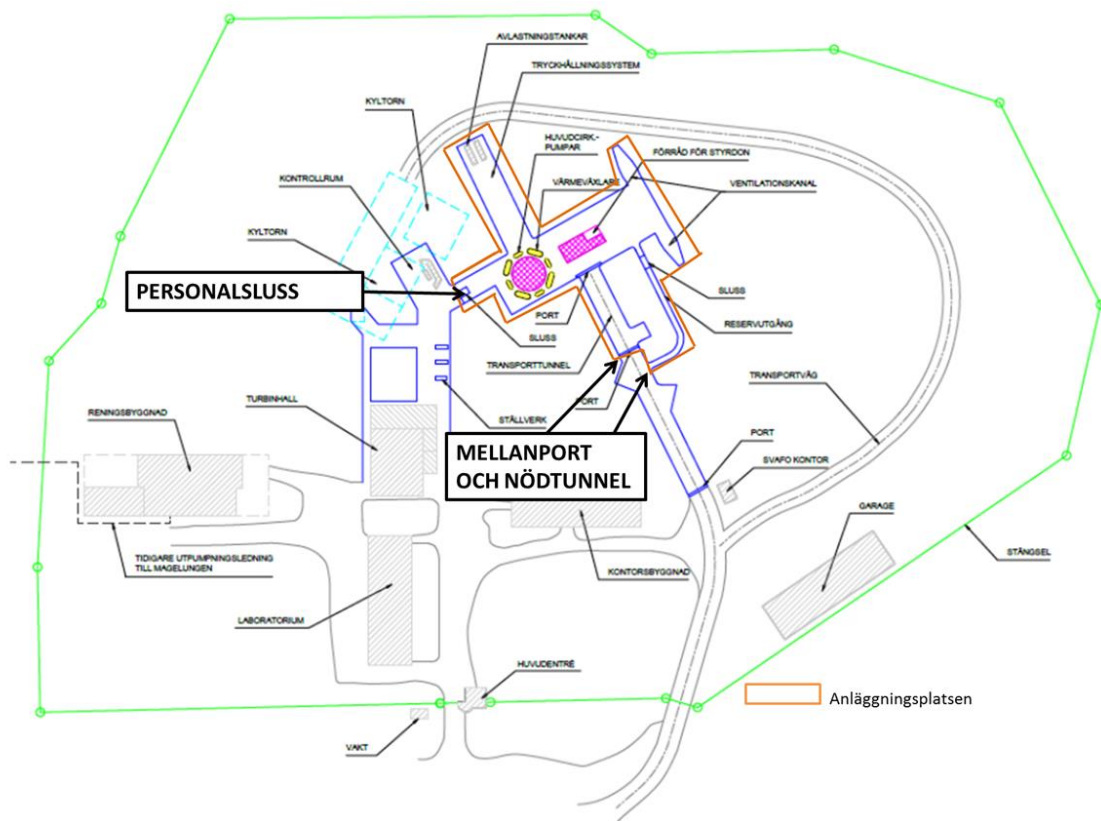 AVLASTNINGSTANKAR
TRYCKHÅLLNINGSSYSTEM
KYLTORN
HUVUDCIRK.-
PUMPAR
FÖRRÅD FÖR STYRDON
KONTROLLRUM
VÄRMEVÄXLARE
VENTILATIONSKANAL
KYLTORN
PERSONALSLUSS
SLUSS
PORT
RESERVUTGÅNG
SLUSS
TRANSPORTTUNNEL
TRANSPORTVÄG
TURBINHALL
PORT
RENINGSBYGGNAD
STÄLLVERK
PORT
MELLANPORT
OCH NÖDTUNNEL
SVAFO KONTOR
GARAGE
TIDIGARE UTPUMPNINGSLEDNING
TILL MAGELUNGEN
STÄNGSEL
KONTORSBYGGNAD
LABORATORIUM
HUVUDENTRÉ
Anläggningsplatsen
VAKT